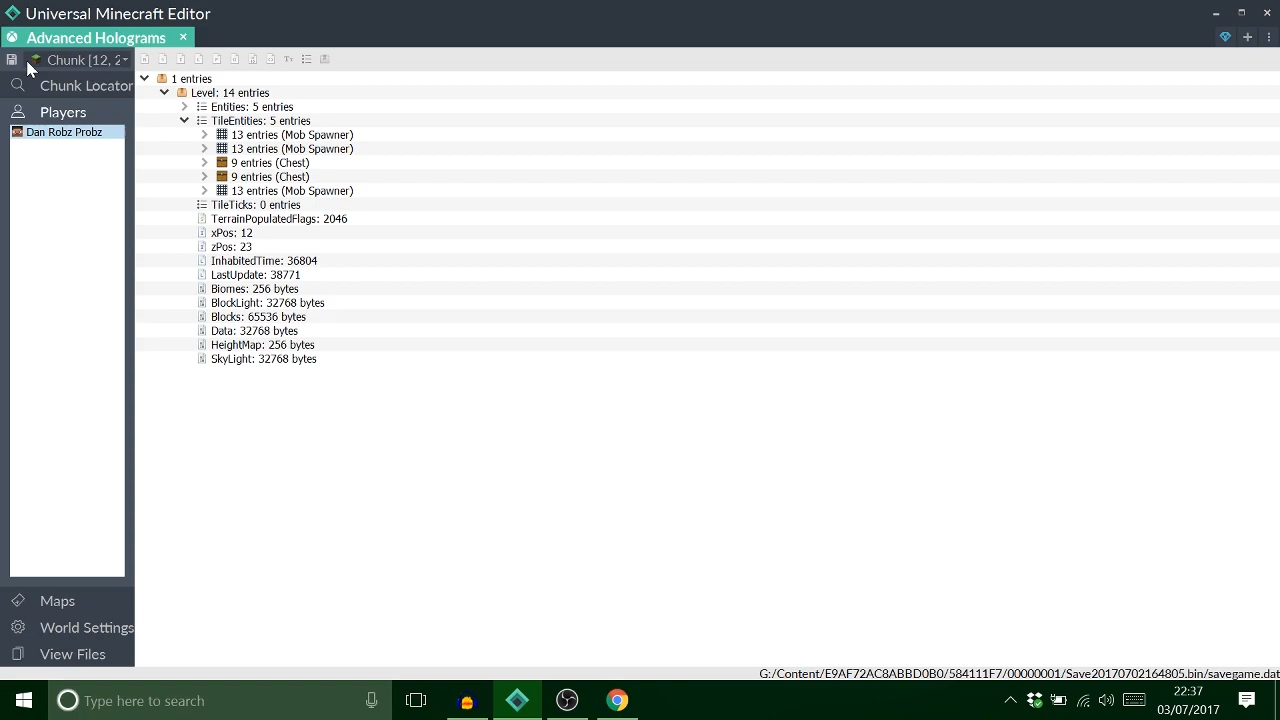 Universal Minecraft Editor
Advanced Holograms
Chunk [12, 2
Chunk Locator
Players
Dan Robz Probz
1 entries
Level: 14 entries
Entities: 5 entries
TileEntities: 5 entries
13 entries (Mob Spawner)
13 entries (Mob Spawner)
9 entries (Chest)
9 entries (Chest)
13 entries (Mob Spawner)
TileTicks: 0 entries
TerrainPopulatedFlags: 2046
xPos: 12
zPos: 23
InhabitedTime: 36804
LastUpdate: 38771
Biomes: 256 bytes
BlockLight: 32768 bytes
Blocks: 65536 bytes
Data: 32768 bytes
HeightMap: 256 bytes
SkyLight: 32768 bytes
Maps
World Settings
View Files
G:/Content/E9AF72AC8ABBD0B0/584111F7/00000001/Save20170702164805.bin/savegame.dat
Type here to search
22:37
03/07/2017